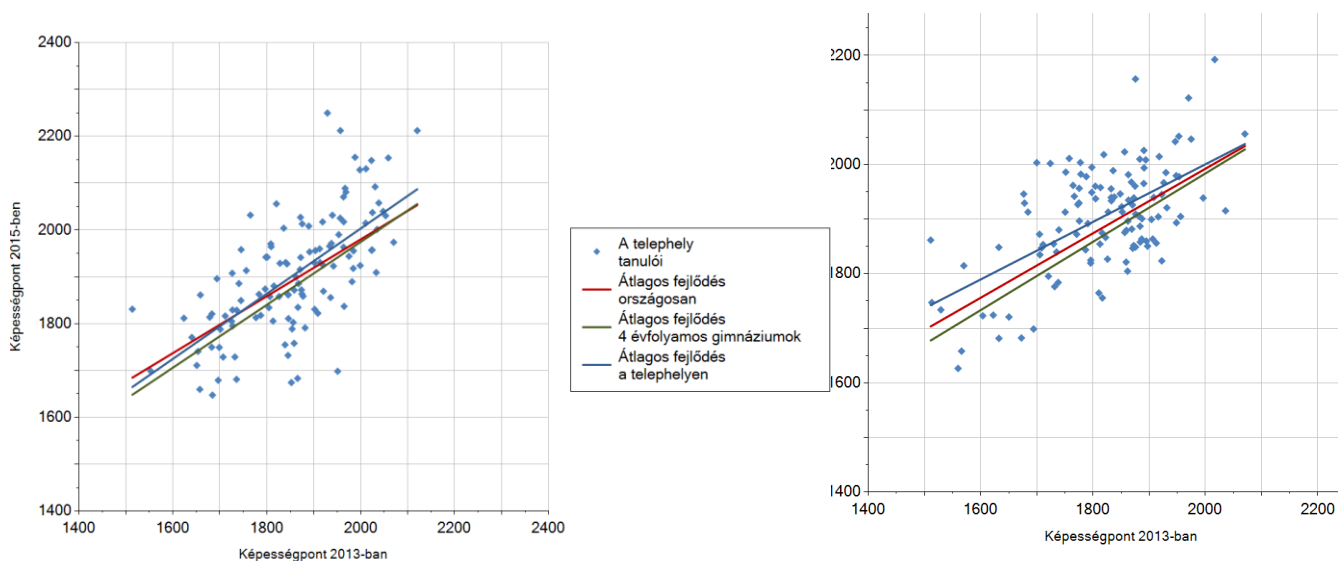 2400
2200
2000
1800
1600
1400
Képességpont 2015-ben
1400
1600
1800
2000
2200
2400
Képességpont 2013-ban
A telephely
tanulói
Átlagos fejlődés
országosan
Átlagos fejlődés
4 évfolyamos gimnáziumok
Átlagos fejlődés
a telephelyen
2200
2000
1800
1600
1400
1400
1600
1800
2000
2200
Képességpont 2013-ban